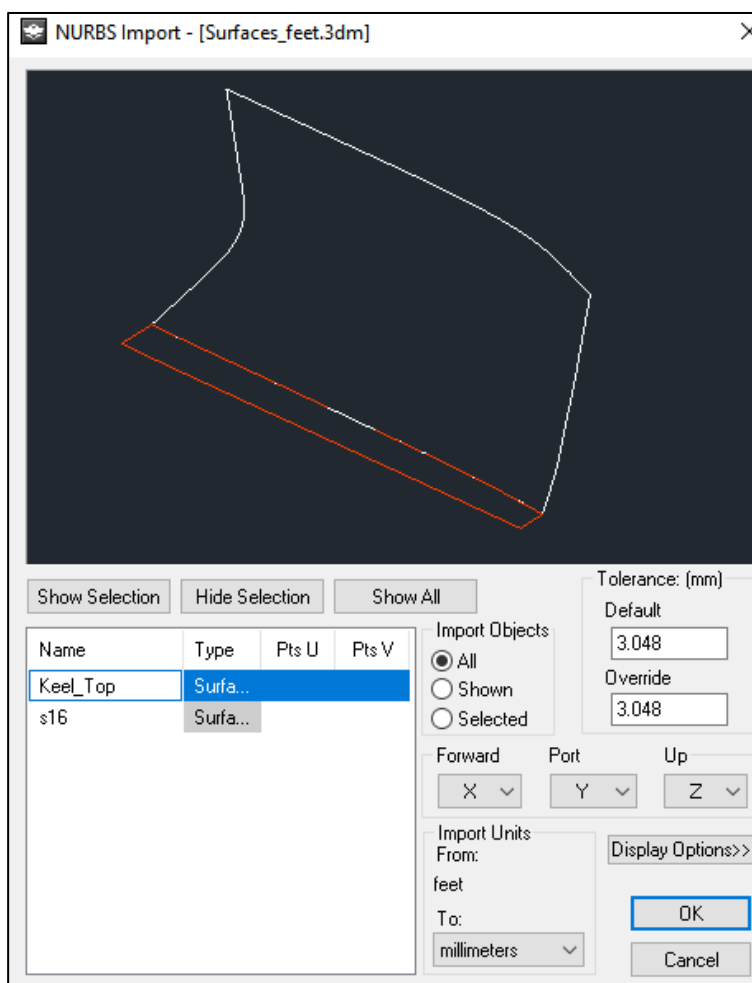 NURBS Import - [Surfaces_feet.3dm]
Show Selection
Hide Selection
Show All
Name Type Pts U Pts V
Keel_Top Surfa...
s16 Surfa...
Import Objects
All
Shown
Selected
Tolerance: (mm)
Default
3.048
Override
3.048
Forward Port Up
X Y Z
Import Units
From:
feet
To:
millimeters
Display Options>>
OK
Cancel